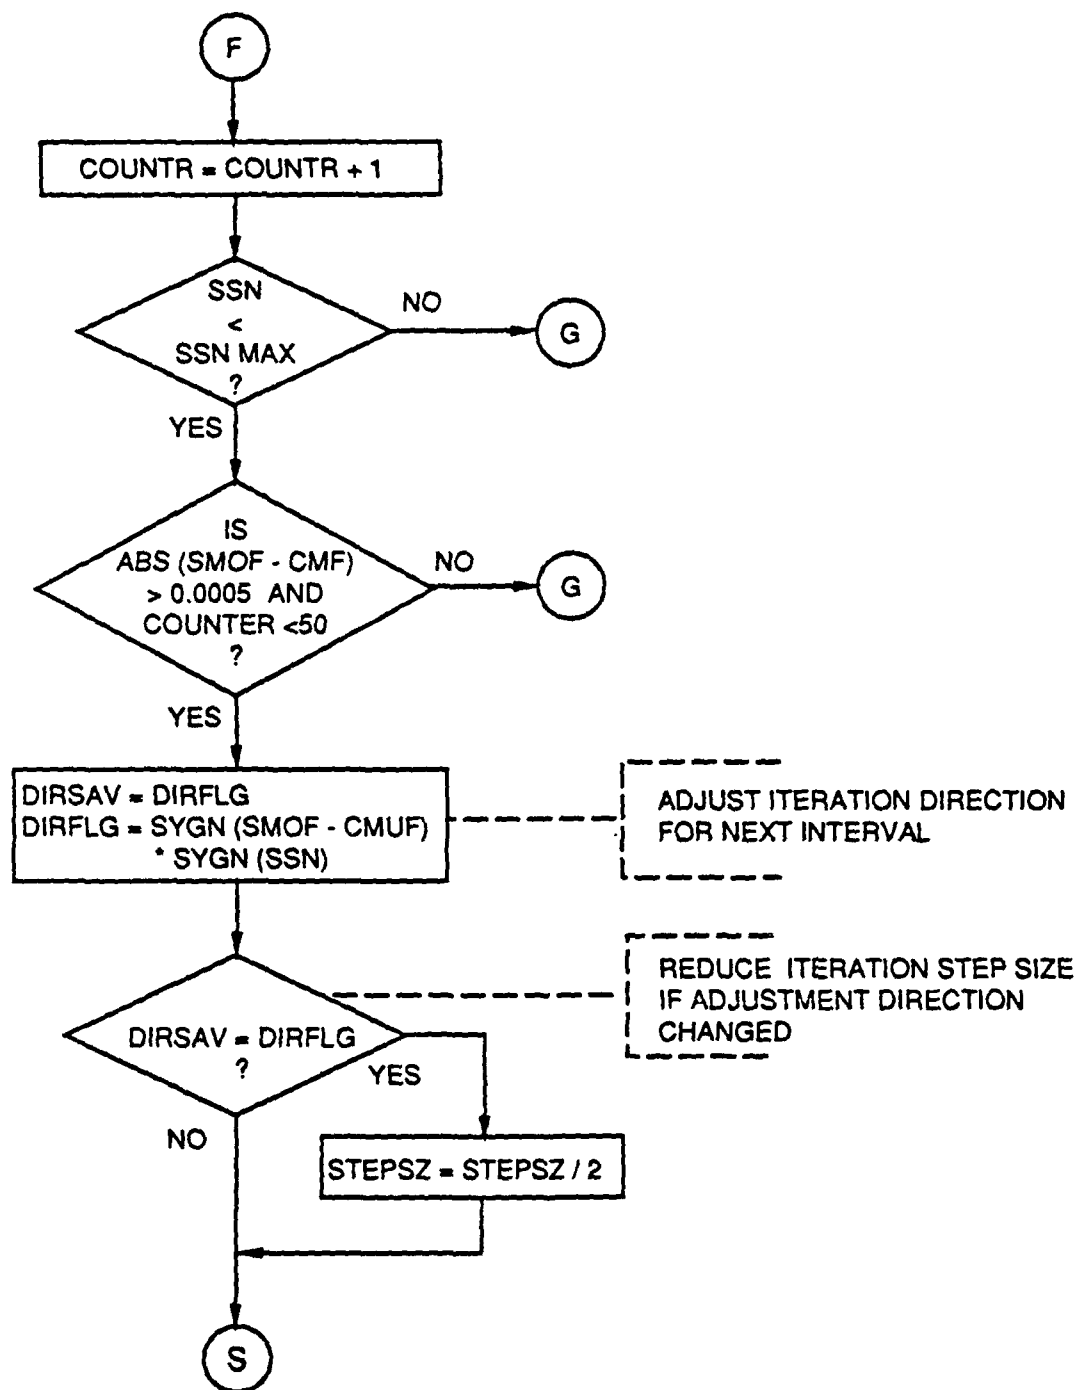 F
COUNTR = COUNTR + 1
SSN
<
SSN MAX
?
NO
G
YES
IS
ABS (SMOF - CMF)
> 0.0005 AND
COUNTER <50
?
NO
G
YES
DIRSAV = DIRFLG
DIRFLG = SYGN (SMOF - CMUF)
* SYGN (SSN)
ADJUST ITERATION DIRECTION
FOR NEXT INTERVAL
REDUCE ITERATION STEP SIZE
IF ADJUSTMENT DIRECTION
CHANGED
DIRSAV = DIRFLG
?
YES
NO
STEPSZ = STEPSZ / 2
S